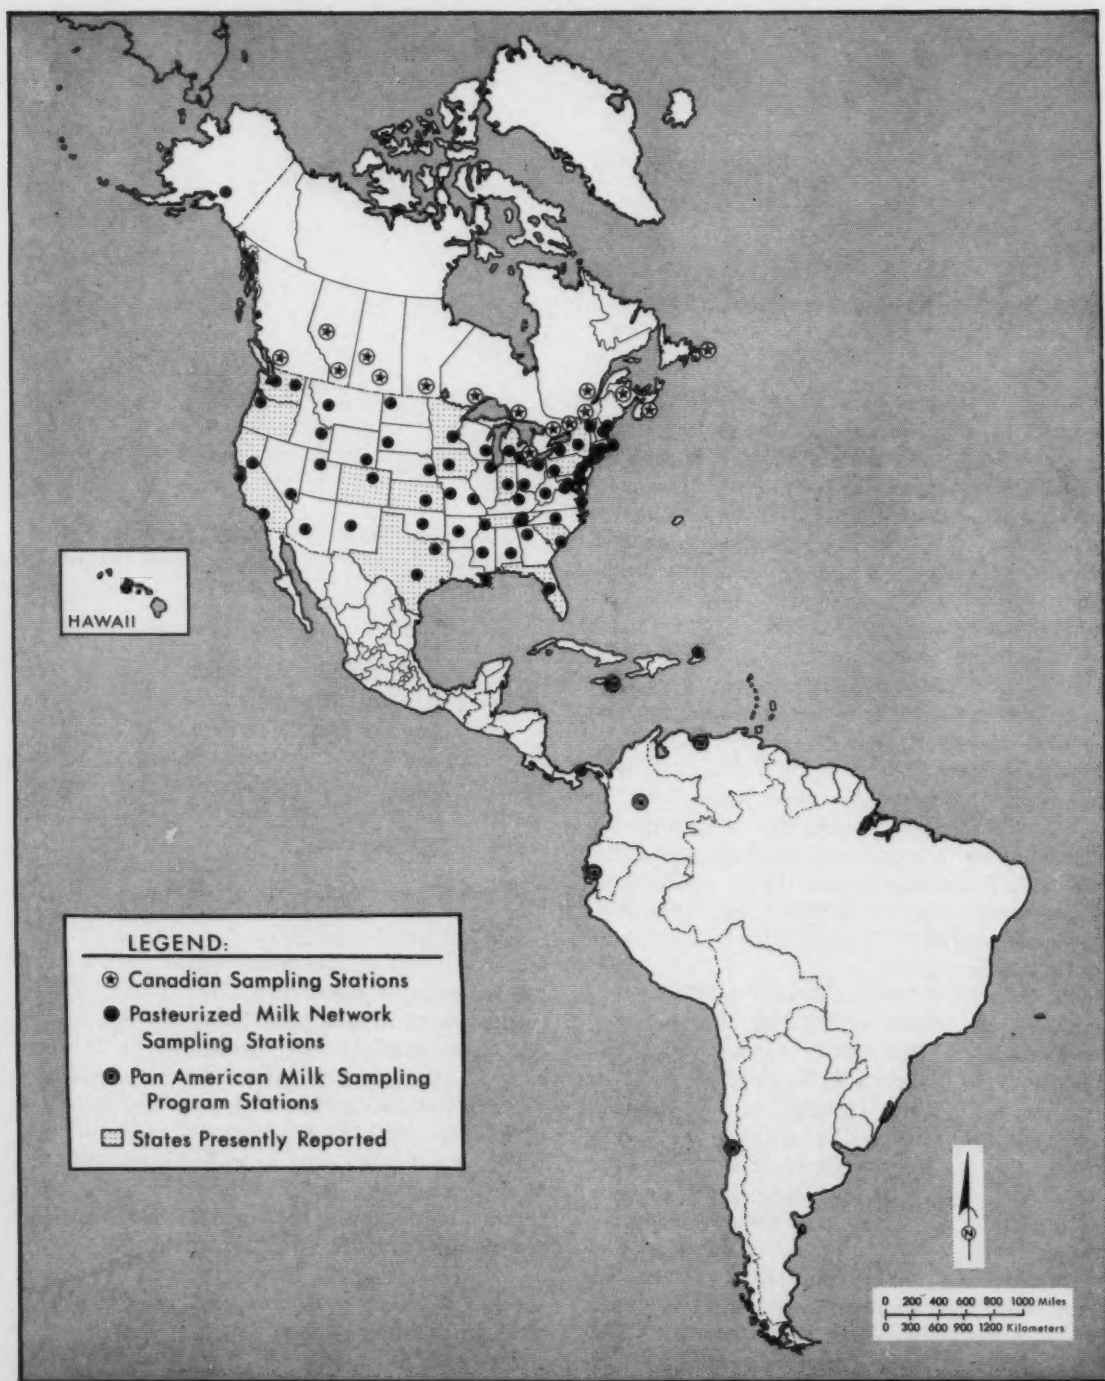 HAWAII
LEGEND:
Canadian Sampling Stations
Pasteurized Milk Network
Sampling Stations
Pan American Milk Sampling
Program Stations
States Presently Reported
N
0 200 400 600 800 1000 Miles
0 300 600 900 1200 Kilometers